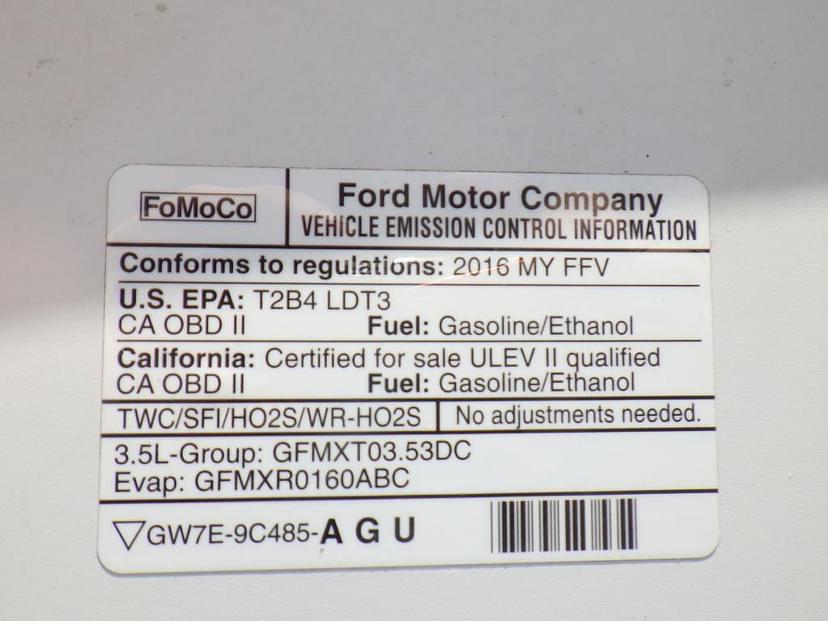 FoMoCo
Ford Motor Company
VEHICLE EMISSION CONTROL INFORMATION
Conforms to regulations: 2016 MY FFV
U.S. EPA: T2B4 LDT3
CA OBD II Fuel: Gasoline/Ethanol
California: Certified for sale ULEV II qualified
CA OBD II Fuel: Gasoline/Ethanol
TWC/SFI/HO2S/WR-HO2S No adjustments needed.
3.5L-Group: GFMXT03.53DC
Evap: GFMXR0160ABC
GW7E-9C485-A G U